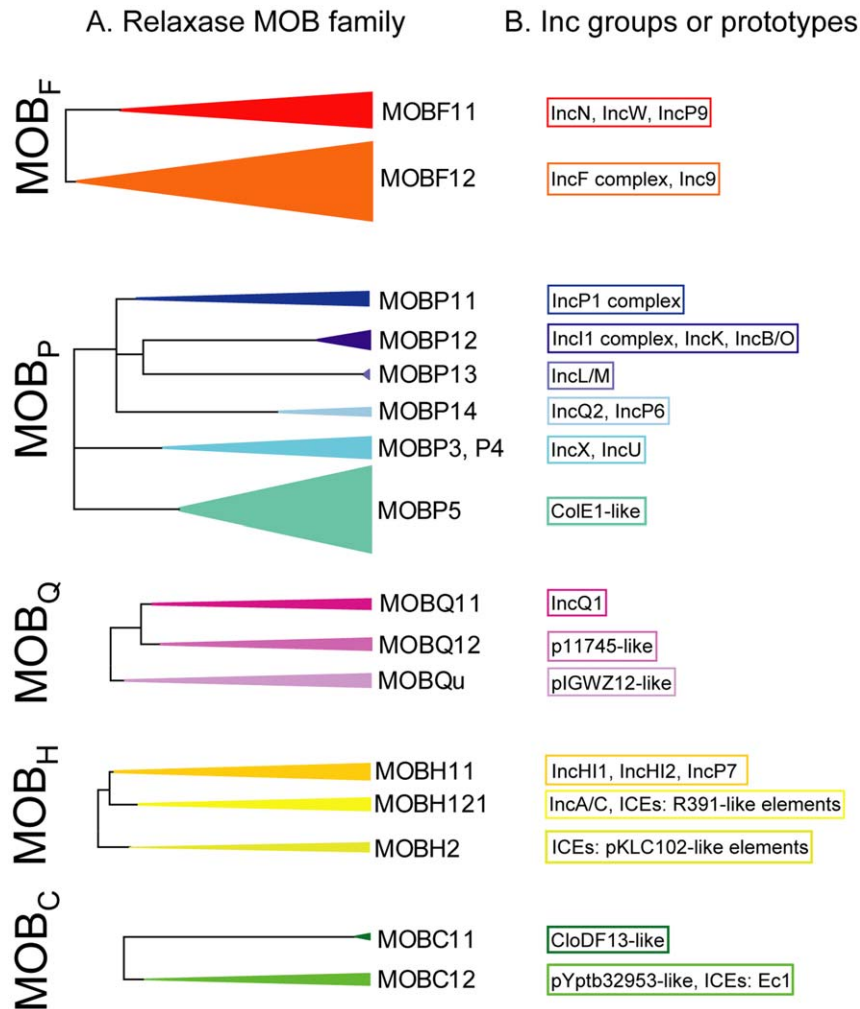 A. Relaxase MOB family
B. Inc groups or prototypes
MOBF
MOBF11
IncN, IncW, IncP9
MOBF12
IncF complex, Inc9
MOBP
MOBP11
IncP1 complex
MOBP12
IncI1 complex, IncK, IncB/O
MOBP13
IncL/M
MOBP14
IncQ2, IncP6
MOBP3, P4
IncX, IncU
MOBP5
ColE1-like
MOBQ
MOBQ11
IncQ1
MOBQ12
p11745-like
MOBQu
pIGWZ12-like
MOBH
MOBH11
IncHI1, IncHI2, IncP7
MOBH121
IncA/C, ICEs: R391-like elements
MOBH2
ICEs: pKLC102-like elements
MOBC
MOBC11
CloDF13-like
MOBC12
pYptb32953-like, ICEs: Ec1